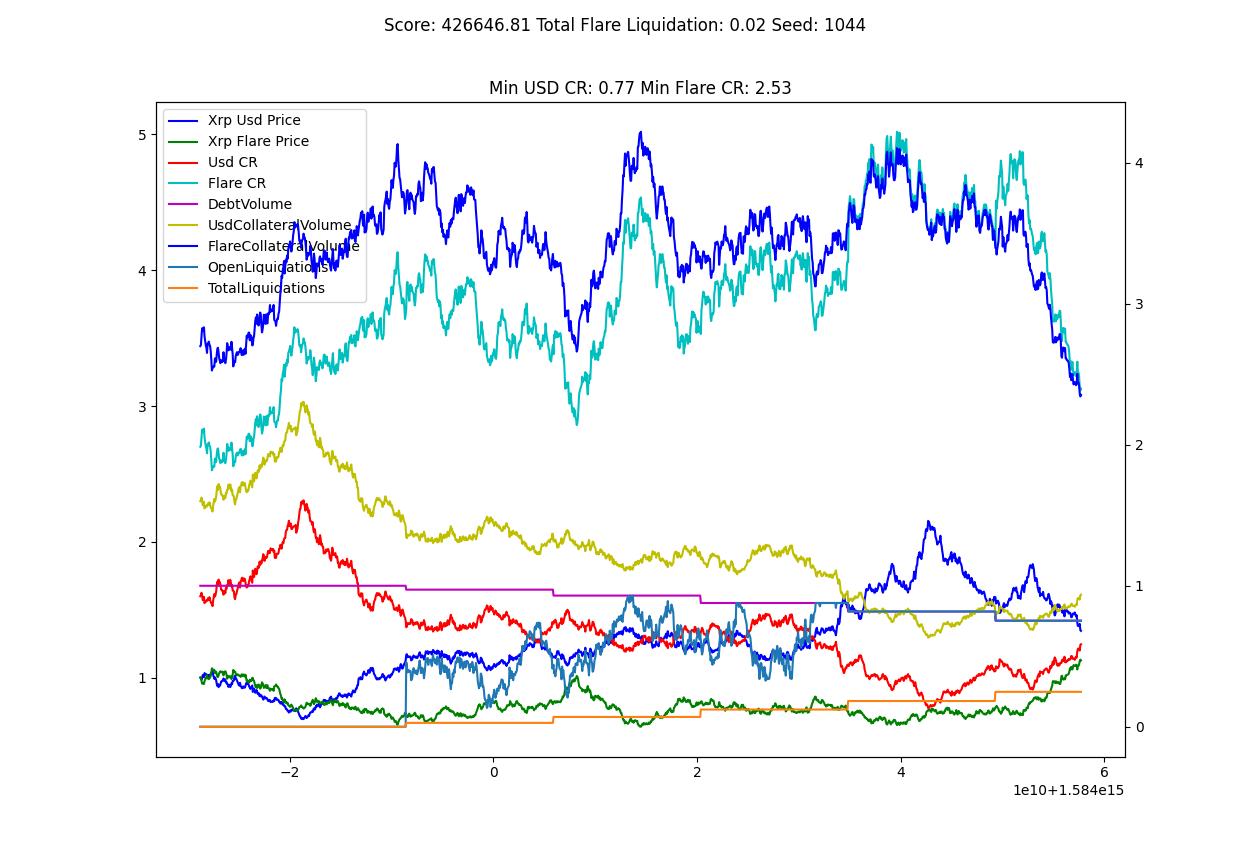 Score: 426646.81 Total Flare Liquidation: 0.02 Seed: 1044
Min USD CR: 0.77 Min Flare CR: 2.53
Xrp Usd Price
Xrp Flare Price
Usd CR
Flare CR
DebtVolume
UsdCollateralVolume
FlareCollateralVolume
OpenLiquidations
TotalLiquidations
5
4
3
2
1
4
3
2
1
0
−2
0
2
4
6
1e10+1.584e15